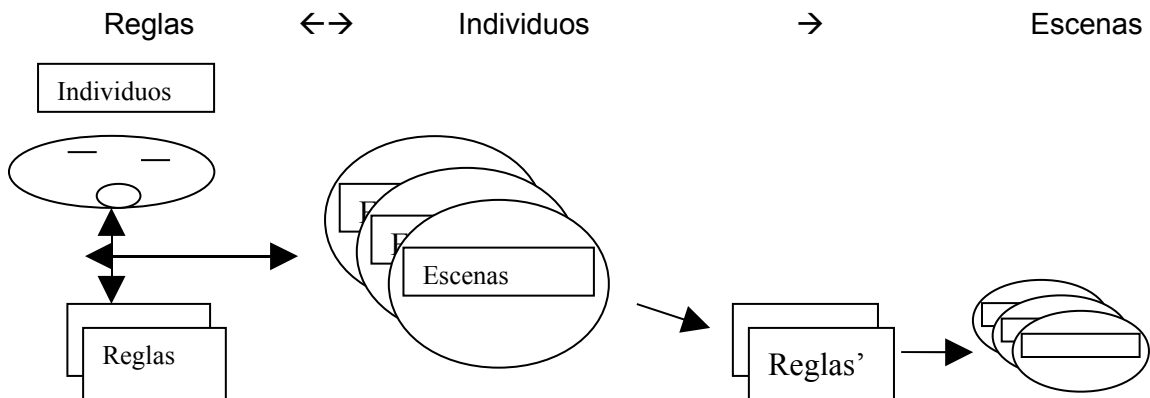 Reglas ←→ Individuos → Escenas
Individuos
E
E
Escenas
Reglas
Reglas’